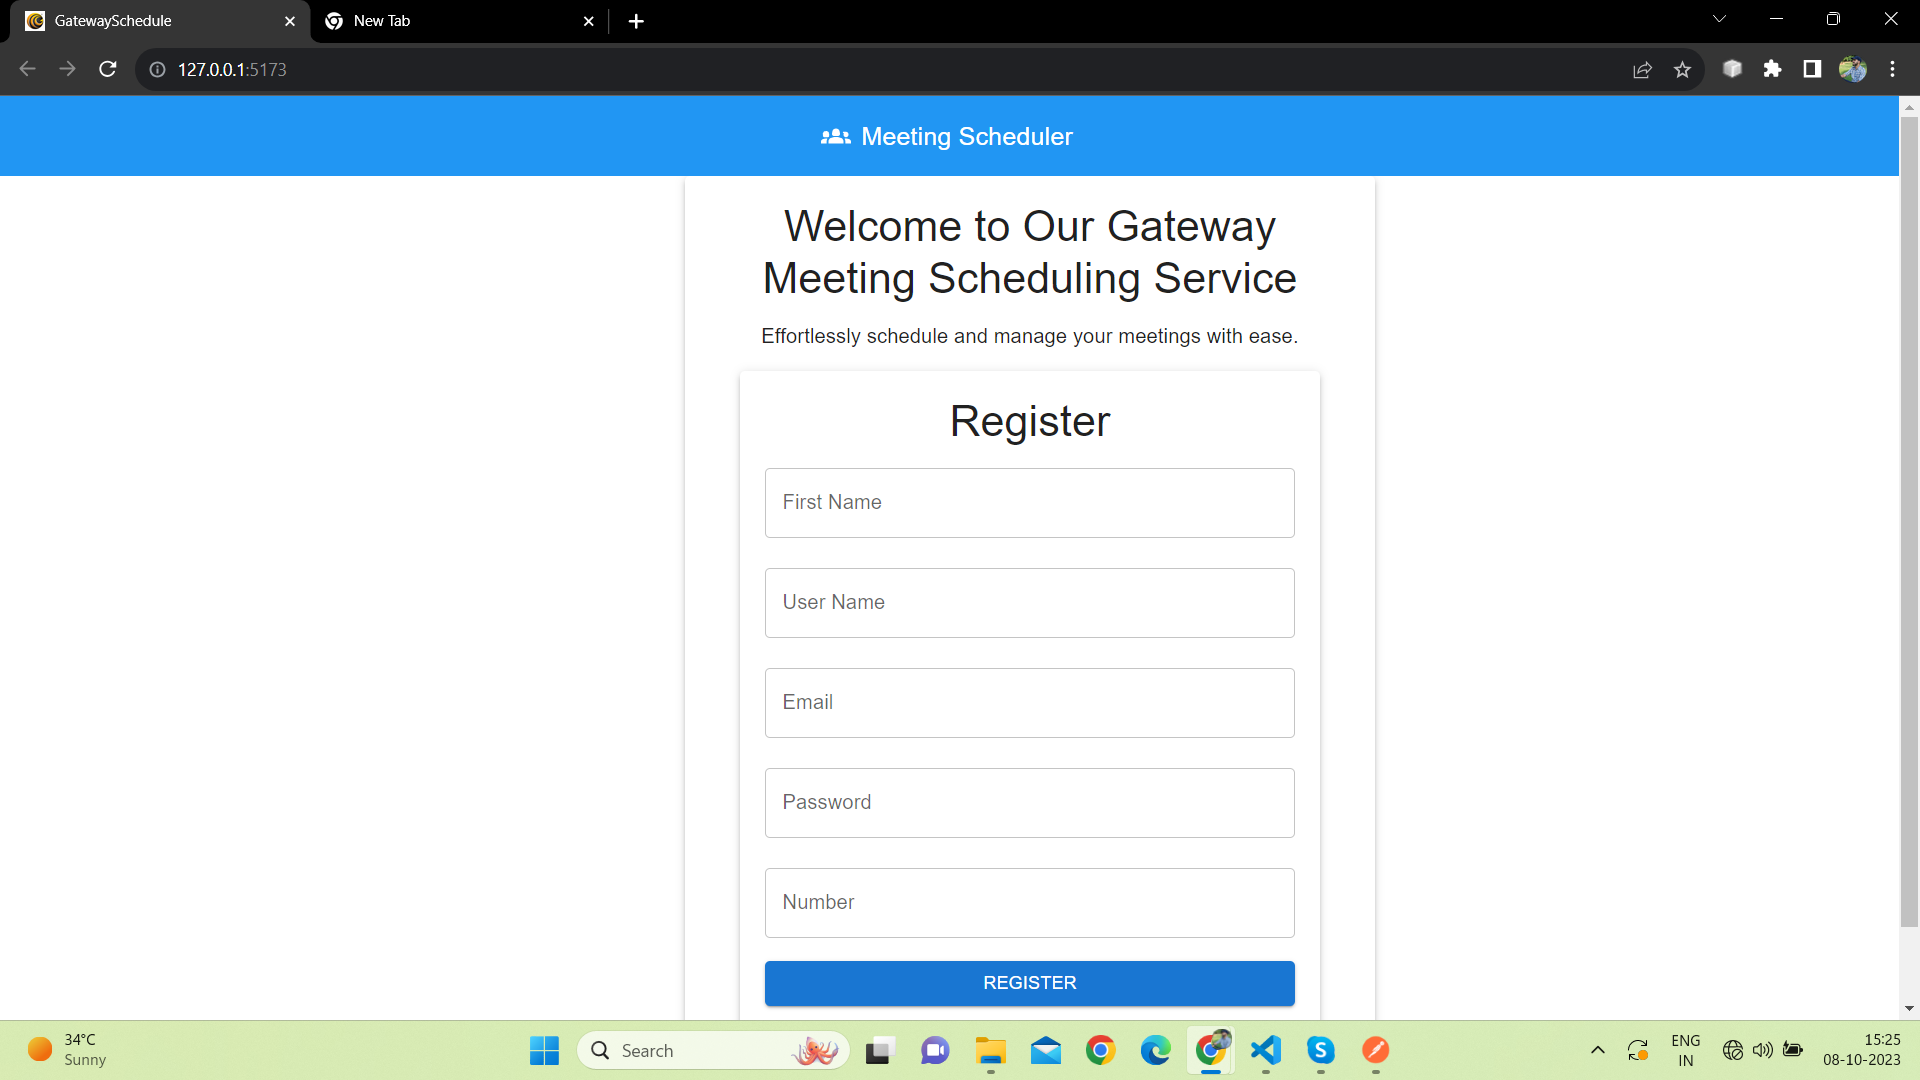 GatewaySchedule
New Tab
127.0.0.1:5173
Meeting Scheduler
Welcome to Our Gateway
Meeting Scheduling Service
Effortlessly schedule and manage your meetings with ease.
Register
First Name
User Name
Email
Password
Number
REGISTER
34°C
Sunny
Search
S
ENG
IN
15:25
08-10-2023